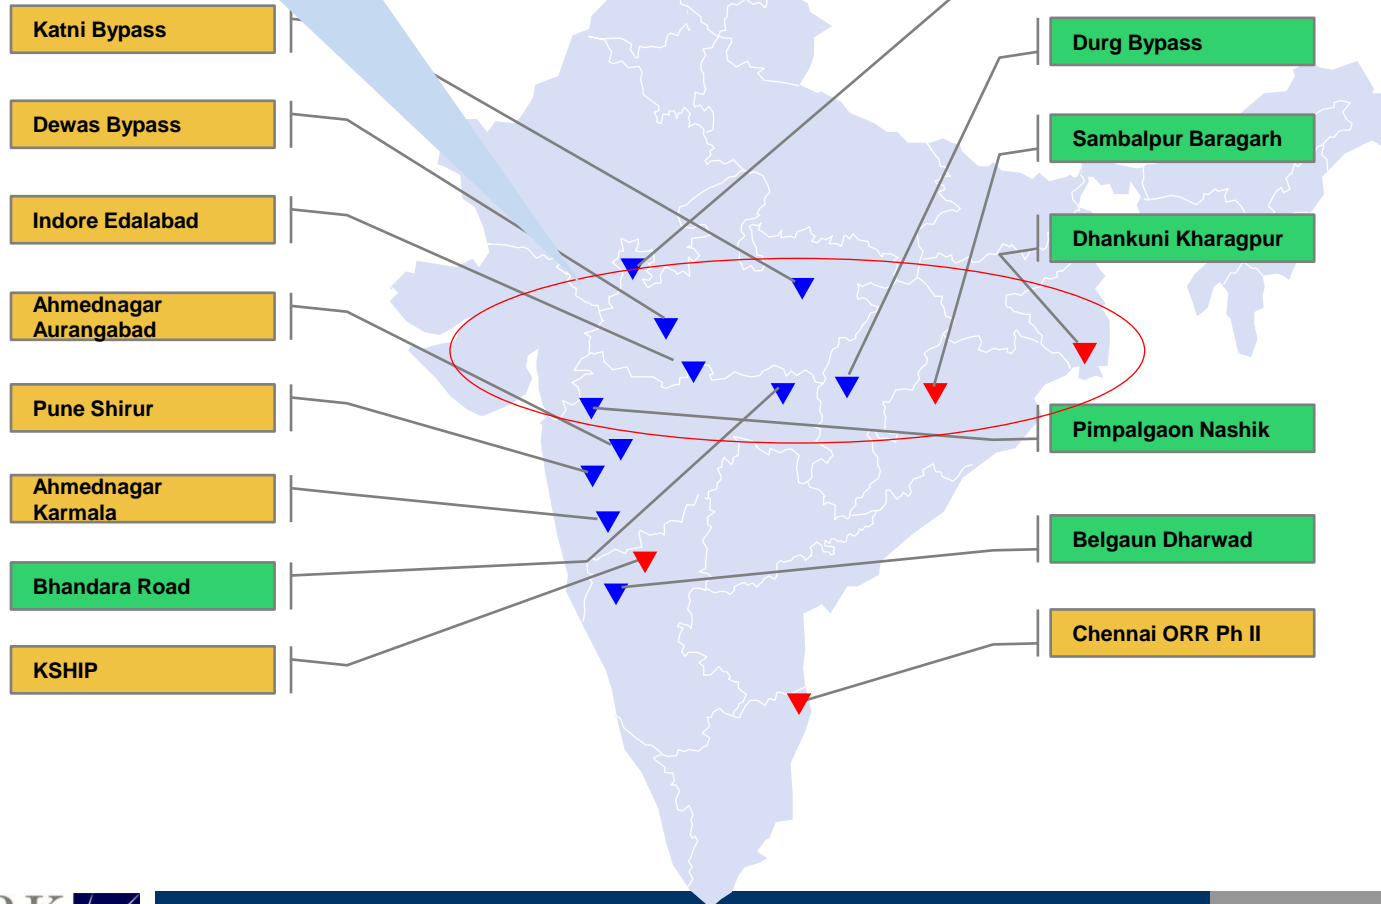 Katni Bypass
Dewas Bypass
Indore Edalabad
Ahmednagar
Aurangabad
Pune Shirur
Ahmednagar
Karmala
Bhandara Road
KSHIP
Durg Bypass
Sambalpur Baragarh
Dhankuni Kharagpur
Pimpalgaon Nashik
Belgaun Dharwad
Chennai ORR Ph II